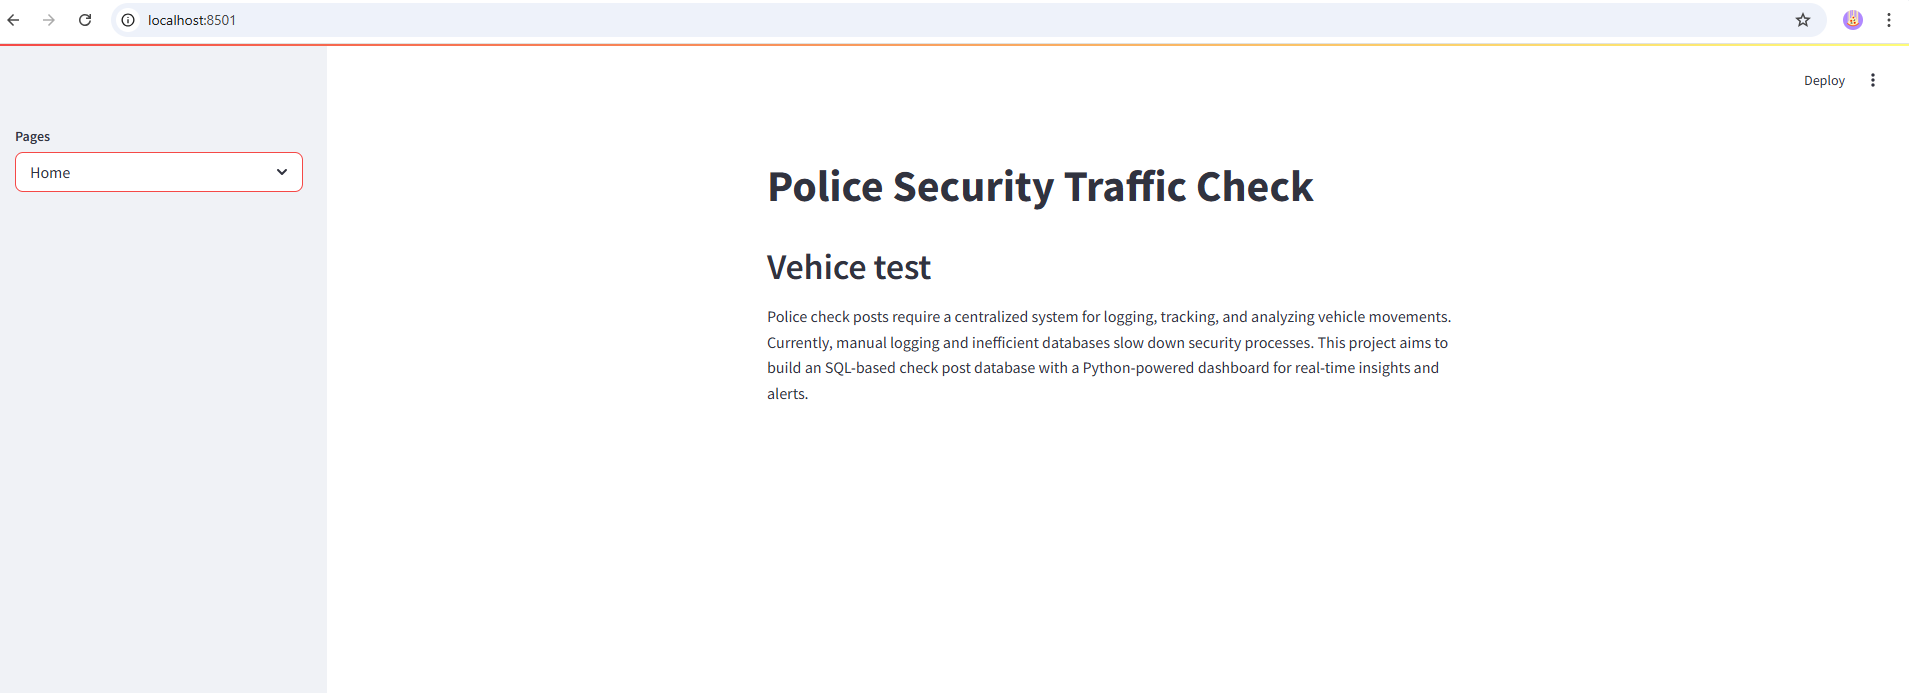 localhost:8501
Deploy
Pages
Home
Police Security Traffic Check
Vehice test
Police check posts require a centralized system for logging, tracking, and analyzing vehicle movements.
Currently, manual logging and inefficient databases slow down security processes. This project aims to
build an SQL-based check post database with a Python-powered dashboard for real-time insights and
alerts.